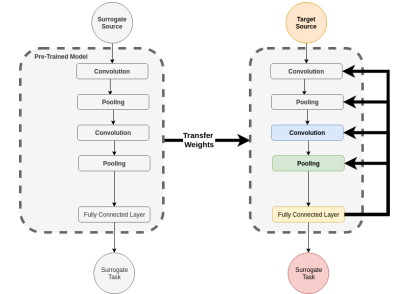 Surrogate
Source
Pre-Trained Model
Convolution
Pooling
Convolution
Pooling
Fully Connected Layer
Surrogate
Task
Transfer
Weights
Target
Source
Convolution
Pooling
Convolution
Pooling
Fully Connected Layer
Surrogate
Task